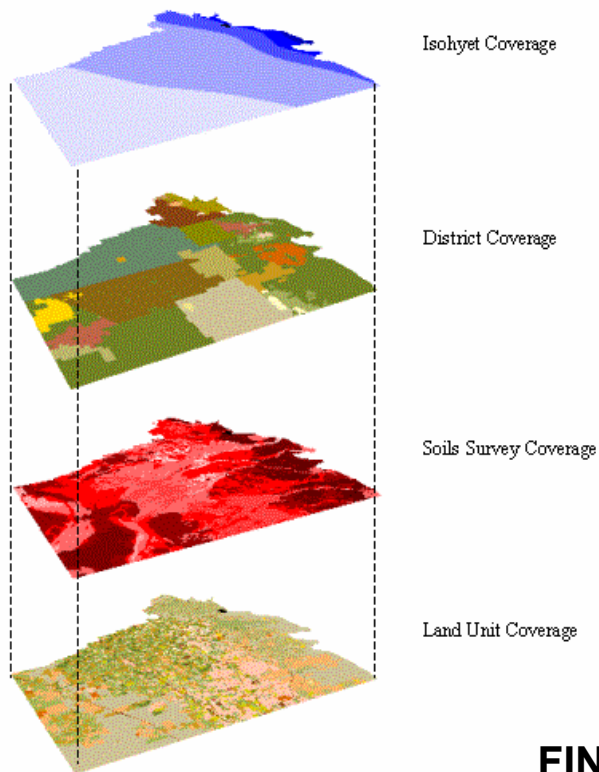 Isohyet Coverage
District Coverage
Soils Survey Coverage
Land Unit Coverage
FIN